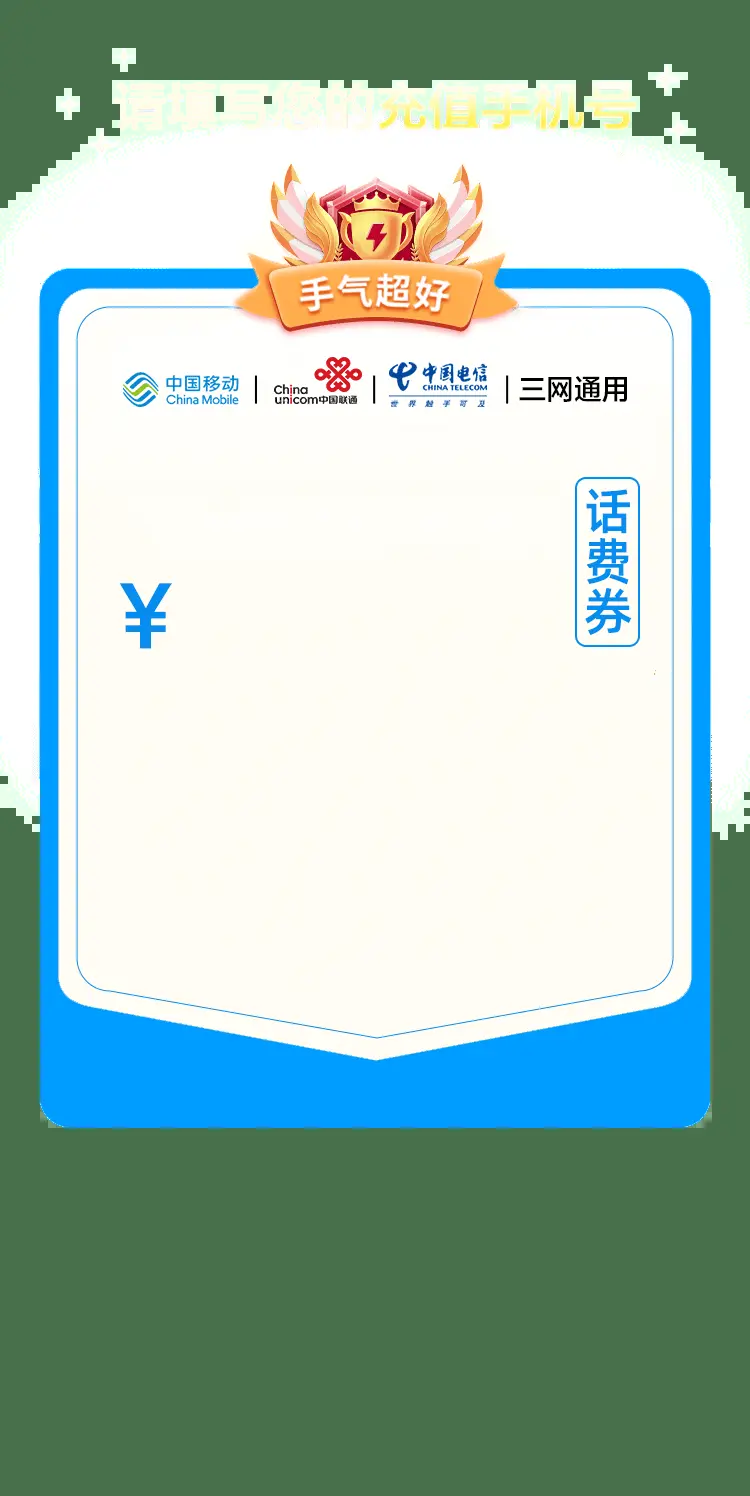 请填写您的充值手机号
手气超好
中国移动
China Mobile
China
unicom中国联通
中国电信
CHINA TELECOM
世界触手可及
三网通用
话费券
¥